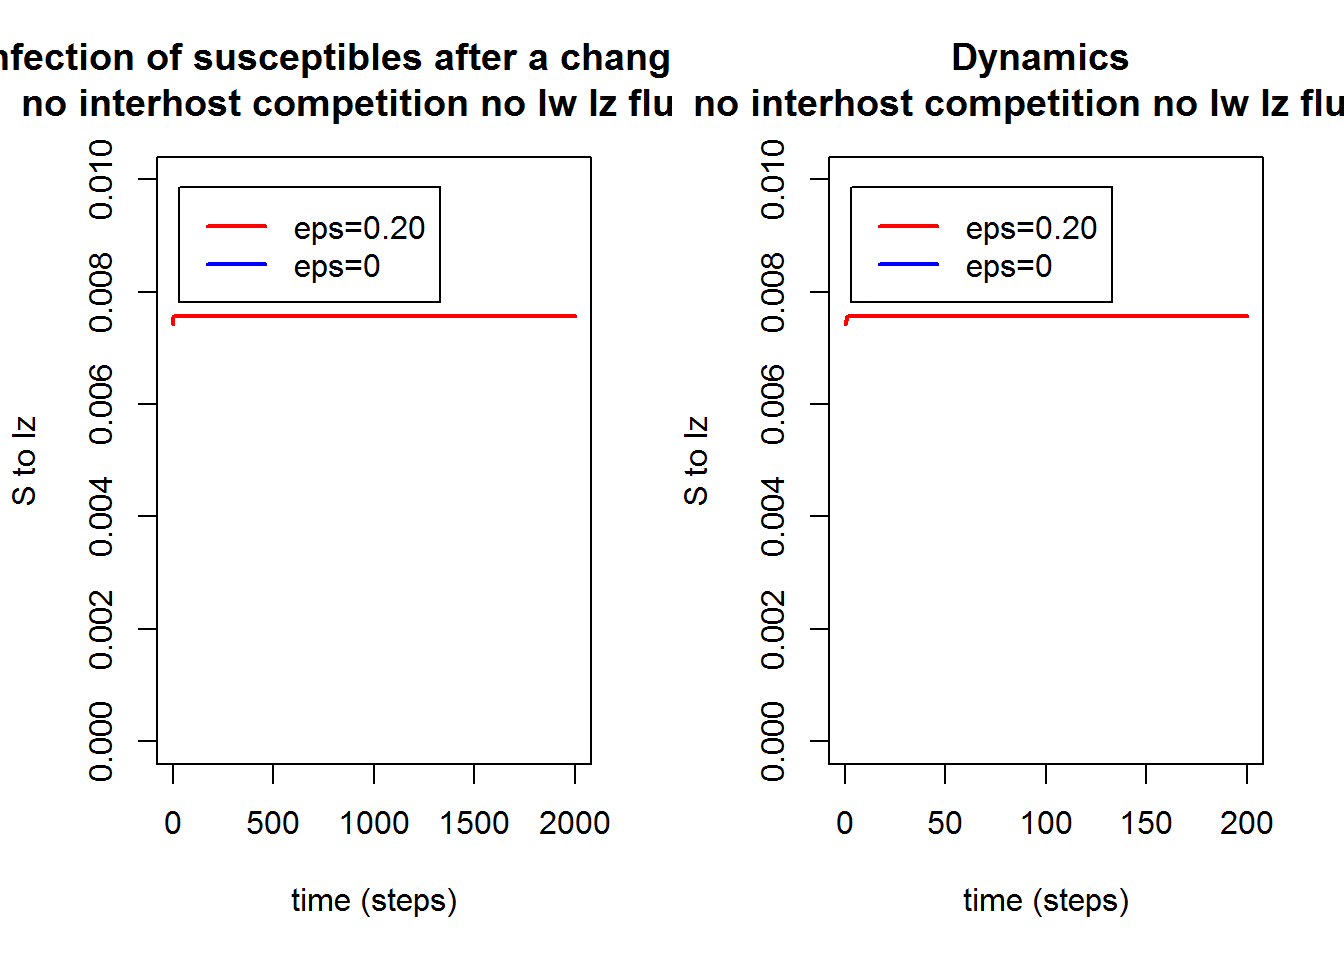 nfection of susceptibles after a chang
no interhost competition no Iw Iz flu
0.010
0.008
0.006
0.004
0.002
0.000
S to Iz
eps=0.20
eps=0
0 500 1000 1500 2000
time (steps)
Dynamics
no interhost competition no Iw Iz flu
0.010
0.008
0.006
0.004
0.002
0.000
S to Iz
eps=0.20
eps=0
0 50 100 150 200
time (steps)